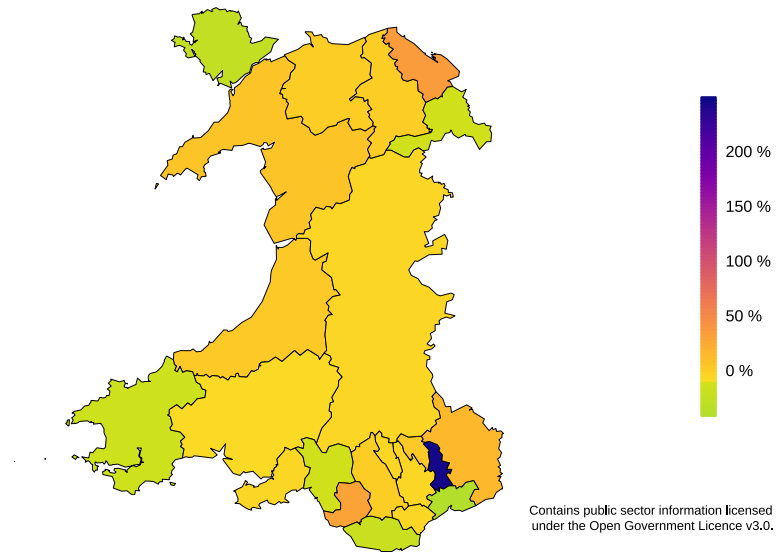 200 %
150 %
100 %
50 %
0 %
Contains public sector information licensed
under the Open Government Licence v3.0.